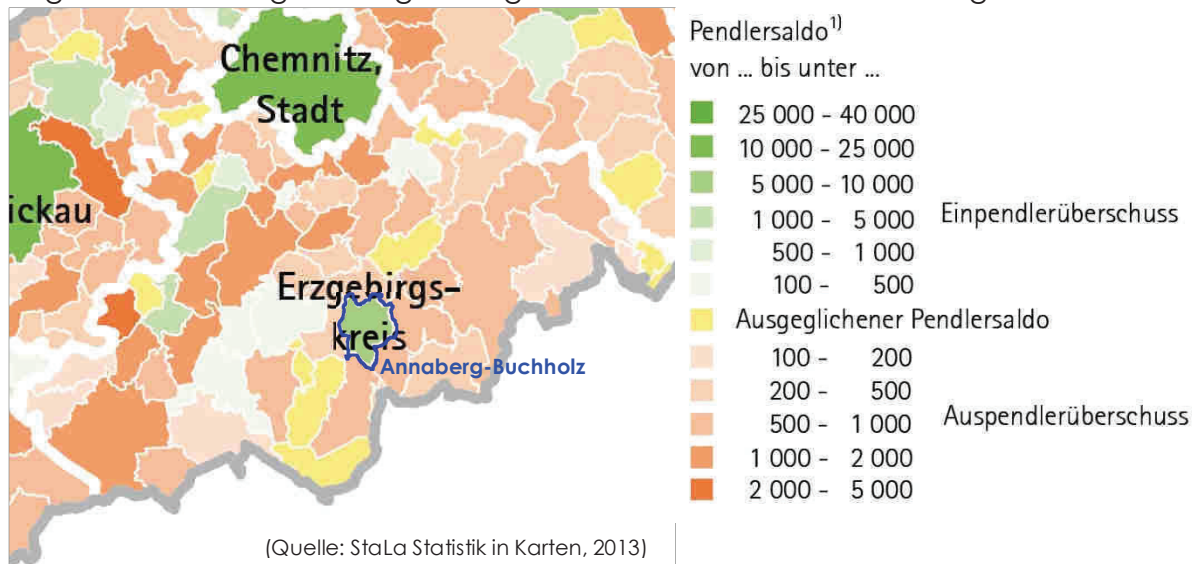 Chemnitz,
Stadt
ickau
Erzgebirgs-
kreis
Annaberg-Buchholz
(Quelle: StaLa Statistik in Karten, 2013)
Pendlersaldo1)
von ... bis unter ...
25 000 - 40 000
10 000 - 25 000
5 000 - 10 000
1 000 - 5 000 Einpendlerüberschuss
500 - 1 000
100 - 500
Ausgeglichener Pendlersaldo
100 - 200
200 - 500
500 - 1 000 Auspendlerüberschuss
1 000 - 2 000
2 000 - 5 000